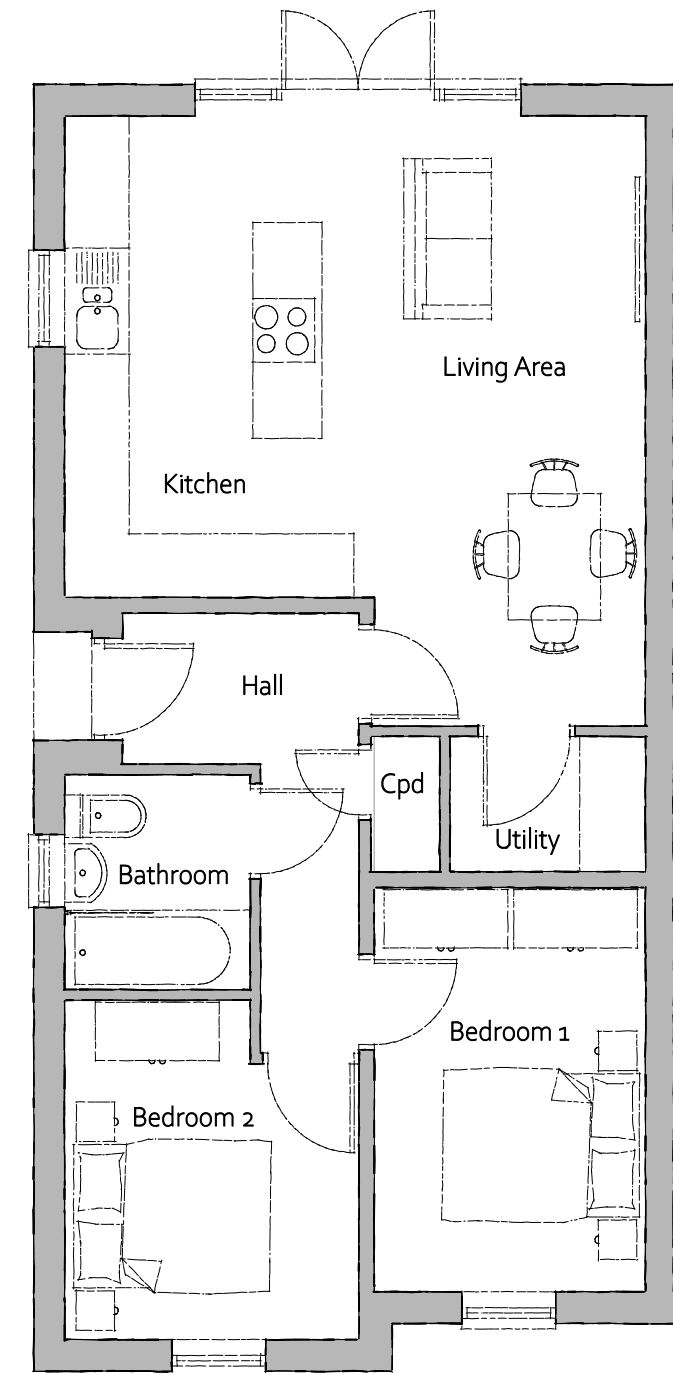 Living Area
Kitchen
Hall
Cpd
Utility
Bathroom
Bedroom 1
Bedroom 2